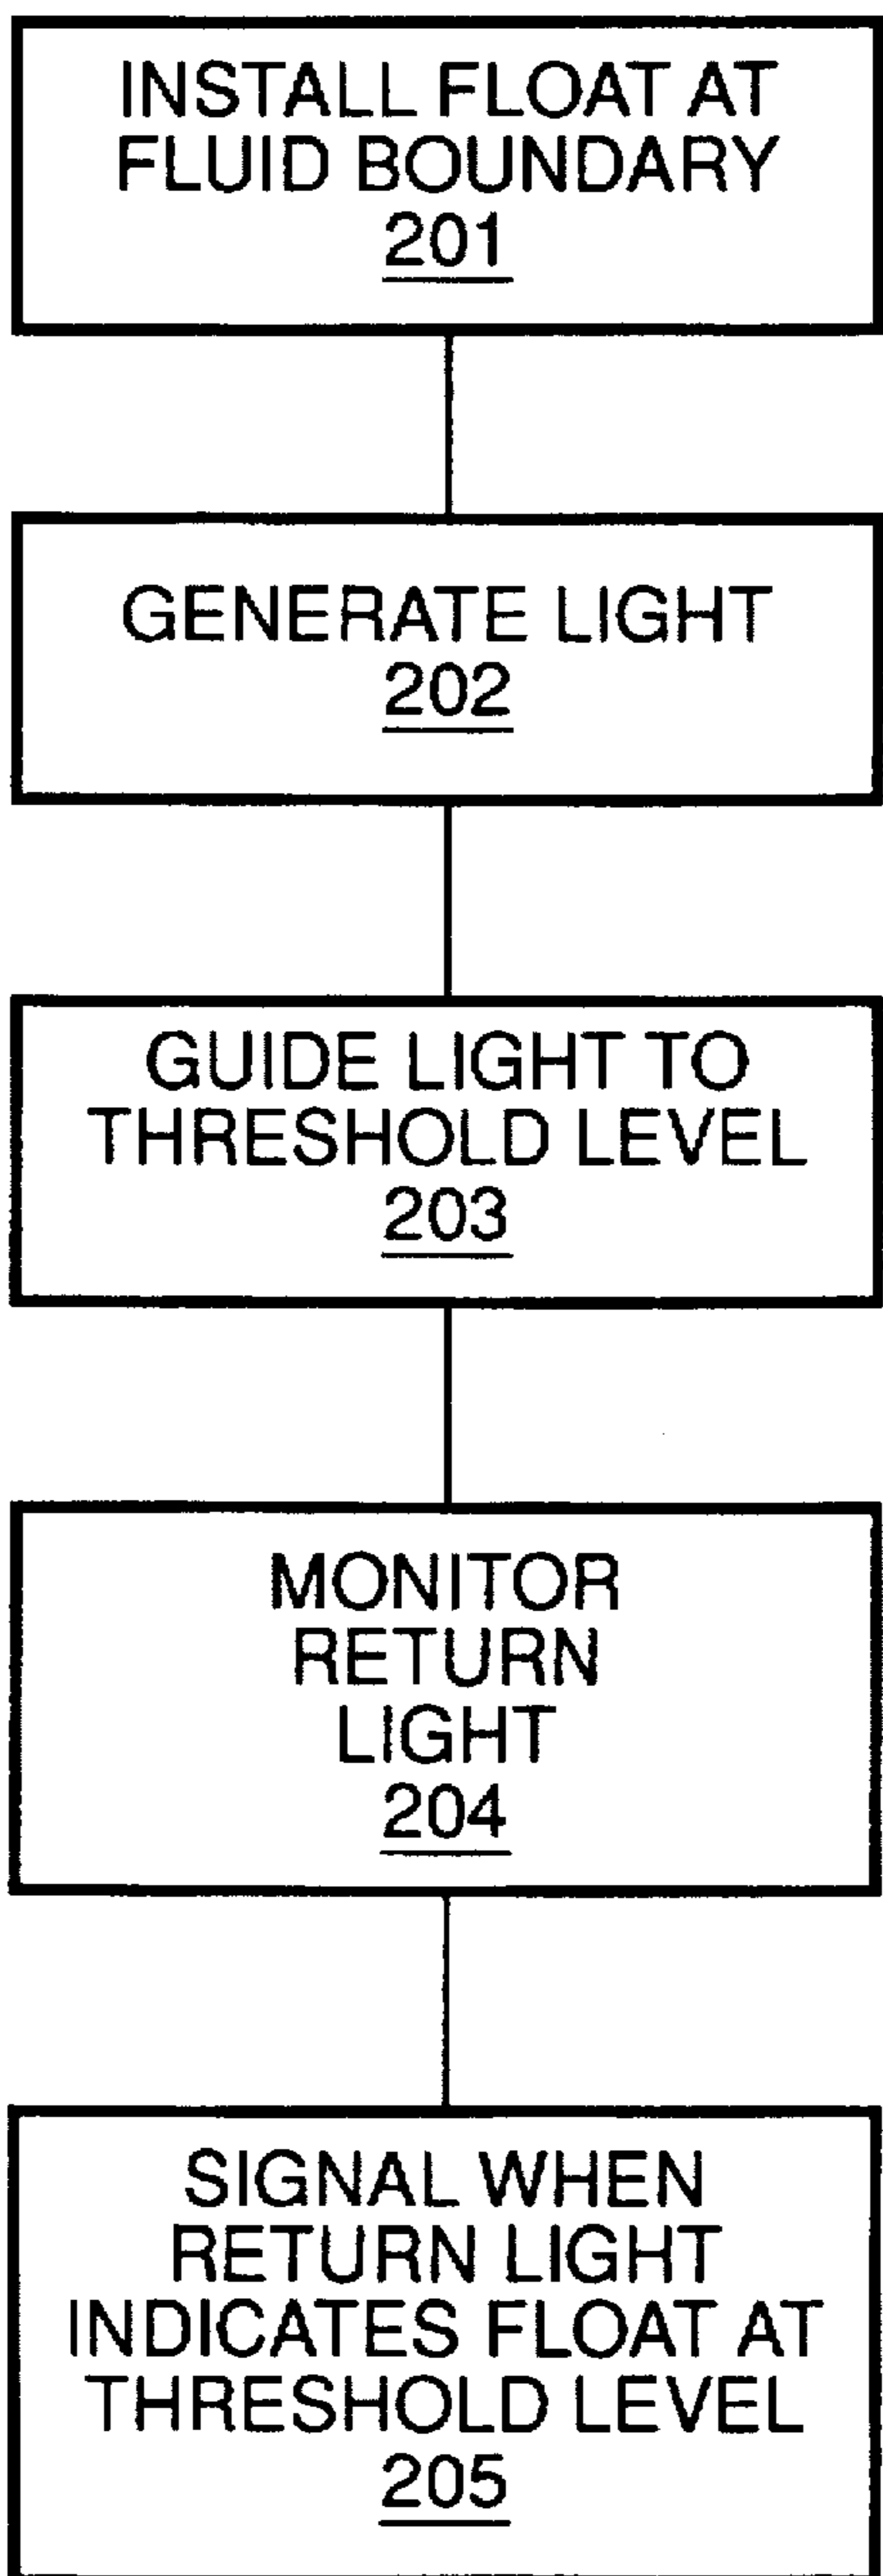 INSTALL FLOAT AT
FLUID BOUNDARY
201
GENERATE LIGHT
202
GUIDE LIGHT TO
THRESHOLD LEVEL
203
MONITOR
RETURN
LIGHT
204
SIGNAL WHEN
RETURN LIGHT
INDICATES FLOAT AT
THRESHOLD LEVEL
205